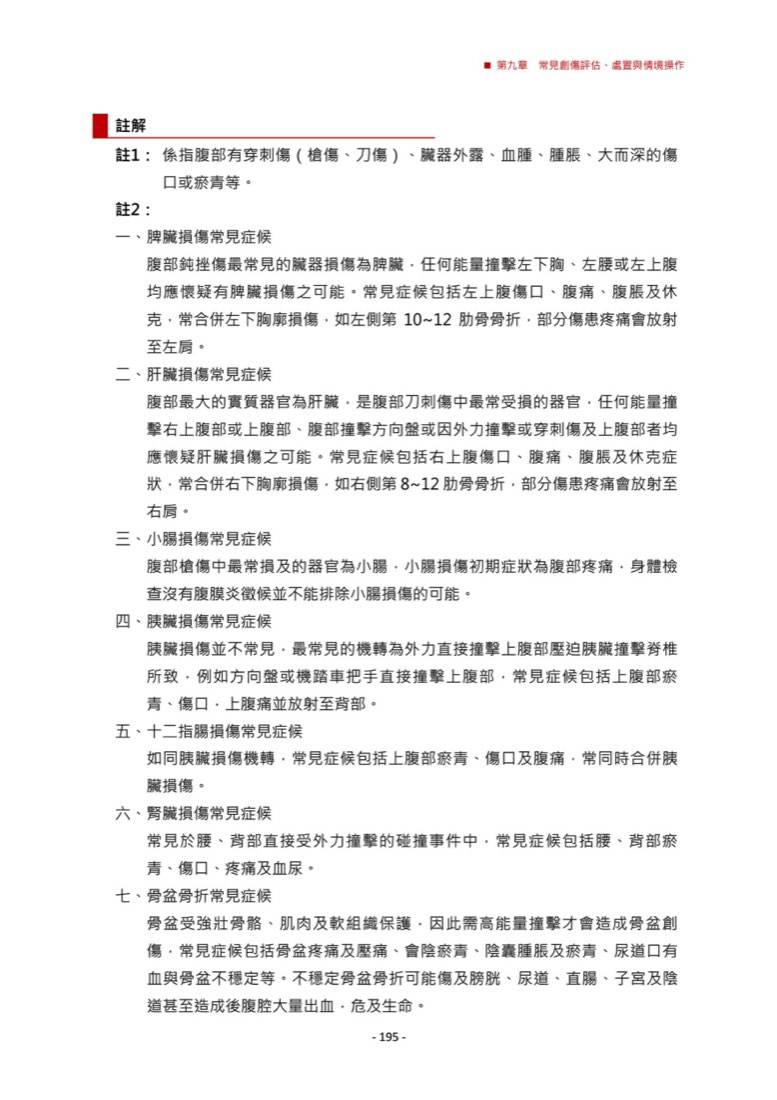 ■ 第九章　常見創傷評估、處置與情境操作
註解
註1： 係指腹部有穿刺傷（槍傷、刀傷）、臟器外露、血腫、腫脹、大而深的傷
口或瘀青等。
註2：
一、脾臟損傷常見症候
腹部鈍挫傷最常見的臟器損傷為脾臟，任何能量撞擊左下胸、左腰或左上腹
均應懷疑有脾臟損傷之可能。常見症候包括左上腹傷口、腹痛、腹脹及休
克，常合併左下胸廓損傷，如左側第 10~12 肋骨骨折，部分傷患疼痛會放射
至左肩。
二、肝臟損傷常見症候
腹部最大的實質器官為肝臟，是腹部刀刺傷中最常受損的器官，任何能量撞
擊右上腹部或上腹部、腹部撞擊方向盤或因外力撞擊或穿刺傷及上腹部者均
應懷疑肝臟損傷之可能。常見症候包括右上腹傷口、腹痛、腹脹及休克症
狀，常合併右下胸廓損傷，如右側第 8~12 肋骨骨折，部分傷患疼痛會放射至
右肩。
三、小腸損傷常見症候
腹部槍傷中最常損及的器官為小腸，小腸損傷初期症狀為腹部疼痛，身體檢
查沒有腹膜炎徵候並不能排除小腸損傷的可能。
四、胰臟損傷常見症候
胰臟損傷並不常見，最常見的機轉為外力直接撞擊上腹部壓迫胰臟撞擊脊椎
所致，例如方向盤或機踏車把手直接撞擊上腹部，常見症候包括上腹部瘀
青、傷口，上腹痛並放射至背部。
五、十二指腸損傷常見症候
如同胰臟損傷機轉，常見症候包括上腹部瘀青、傷口及腹痛，常同時合併胰
臟損傷。
六、腎臟損傷常見症候
常見於腰、背部直接受外力撞擊的碰撞事件中，常見症候包括腰、背部瘀
青、傷口、疼痛及血尿。
七、骨盆骨折常見症候
骨盆受強壯骨骼、肌肉及軟組織保護，因此需高能量撞擊才會造成骨盆創
傷，常見症候包括骨盆疼痛及壓痛、會陰瘀青、陰囊腫脹及瘀青、尿道口有
血與骨盆不穩定等。不穩定骨盆骨折可能傷及膀胱、尿道、直腸、子宮及陰
道甚至造成後腹腔大量出血，危及生命。
- 195 -